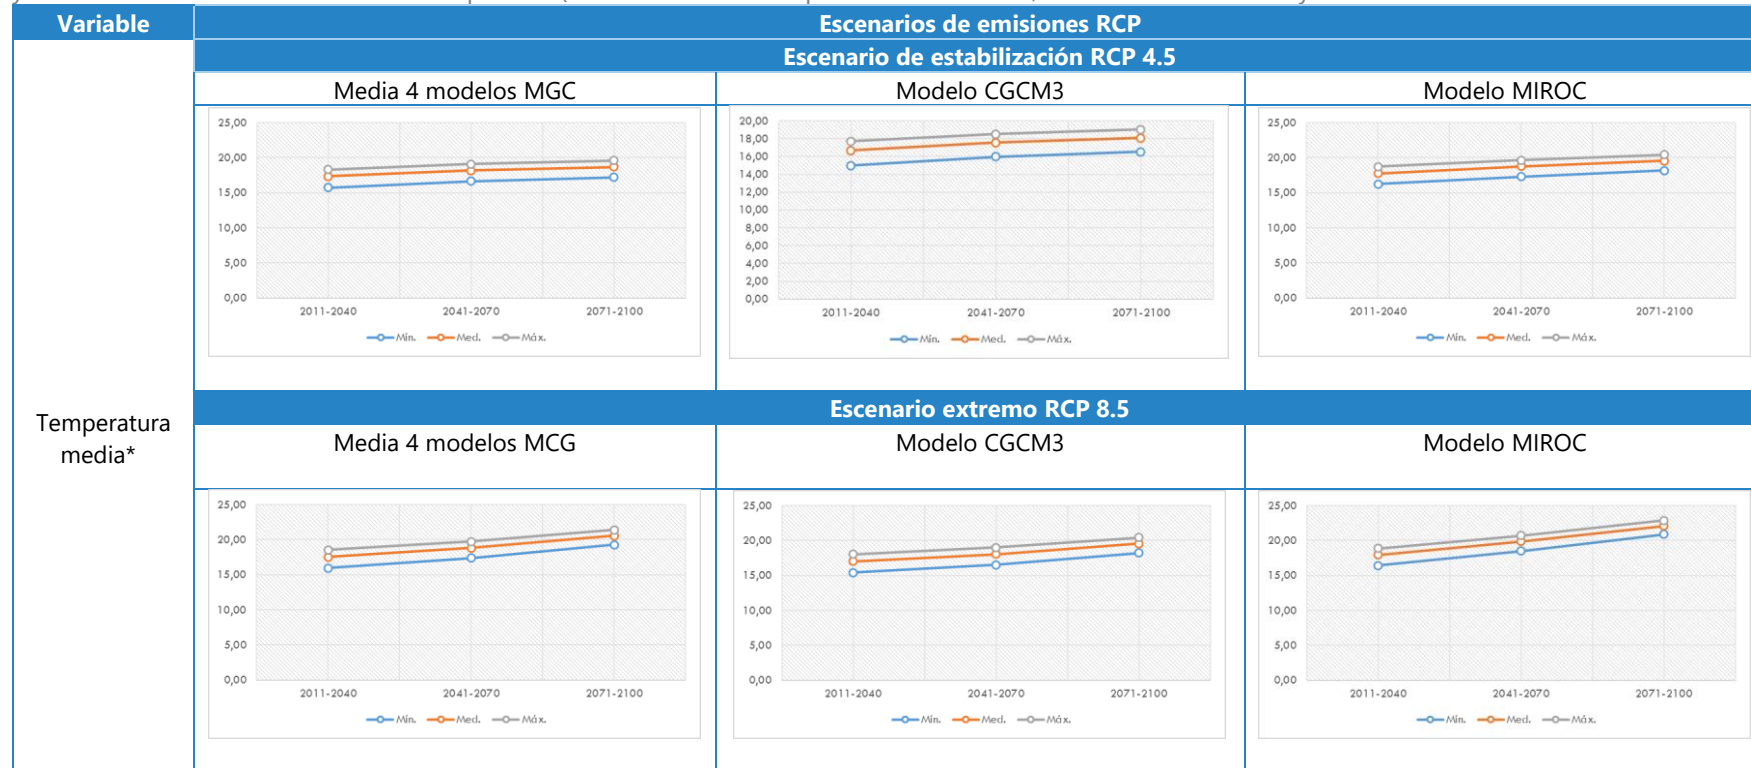 Variable
Escenarios de emisiones RCP
Escenario de estabilización RCP 4.5
Media 4 modelos MGC
Modelo CGCM3
Modelo MIROC
25,00
20,00
15,00
10,00
5,00
0,00
2011-2040 2041-2070 2071-2100
Mín. Med. Máx.
20,00
18,00
16,00
14,00
12,00
10,00
8,00
6,00
4,00
2,00
0,00
2011-2040 2041-2070 2071-2100
Mín. Med. Máx.
25,00
20,00
15,00
10,00
5,00
0,00
2011-2040 2041-2070 2071-2100
Mín. Med. Máx.
Temperatura
media*
Escenario extremo RCP 8.5
Media 4 modelos MCG
Modelo CGCM3
Modelo MIROC
25,00
20,00
15,00
10,00
5,00
0,00
2011-2040 2041-2070 2071-2100
Mín. Med. Máx.
25,00
20,00
15,00
10,00
5,00
0,00
2011-2040 2041-2070 2071-2100
Mín. Med. Máx.
25,00
20,00
15,00
10,00
5,00
0,00
2011-2040 2041-2070 2071-2100
Mín. Med. Máx.